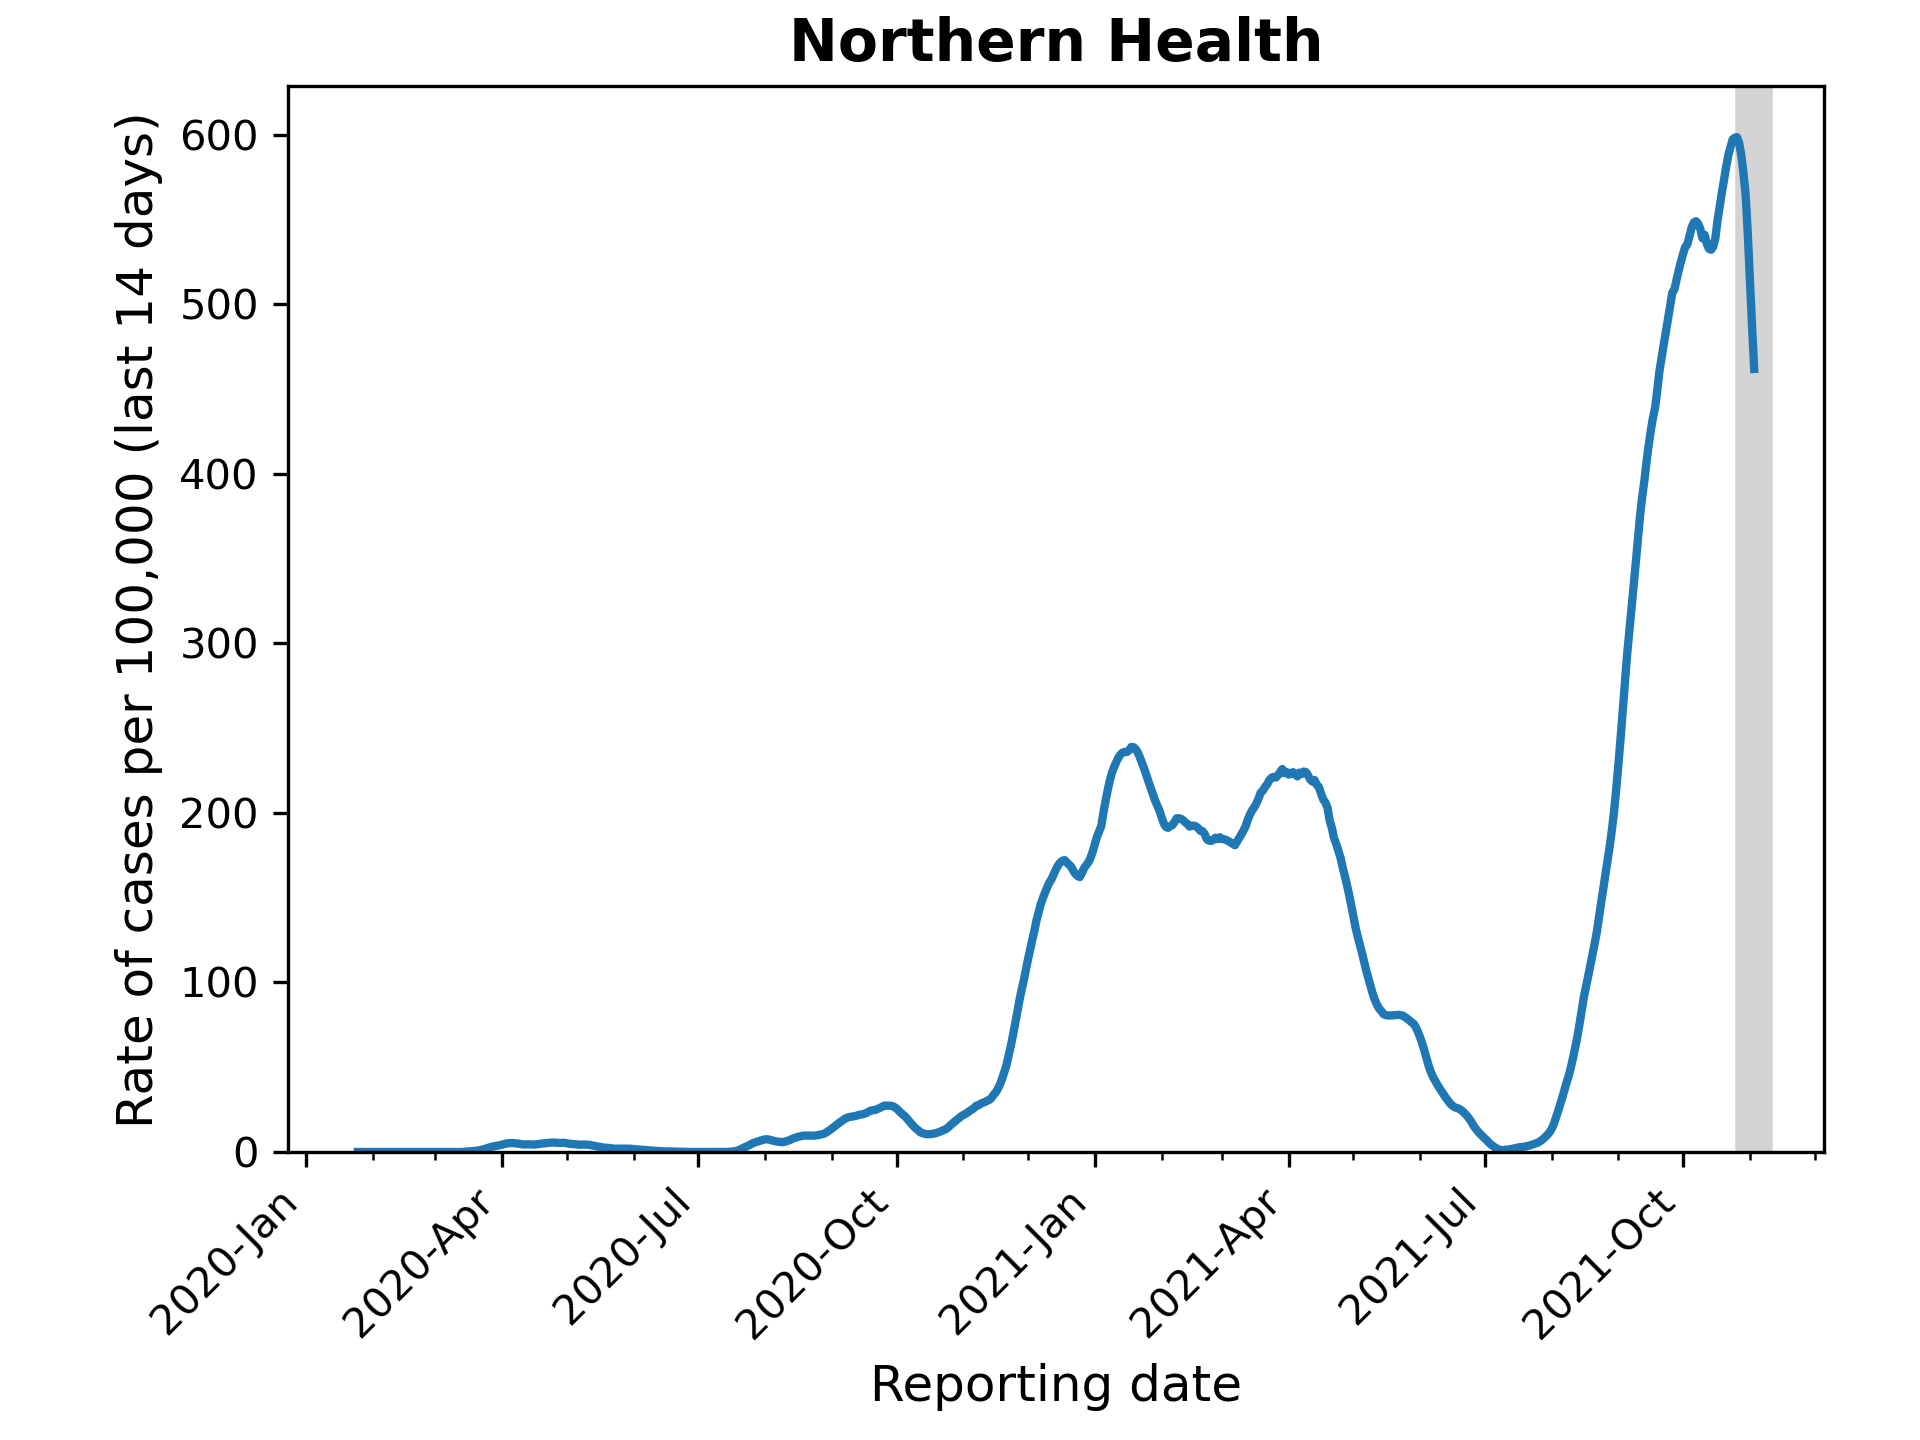 Northern Health
Rate of cases per 100,000 (last 14 days)
600
500
400
300
200
100
0
2020-Jan
2020-Apr
2020-Jul
2020-Oct
2021-Jan
2021-Apr
2021-Jul
2021-Oct
Reporting date